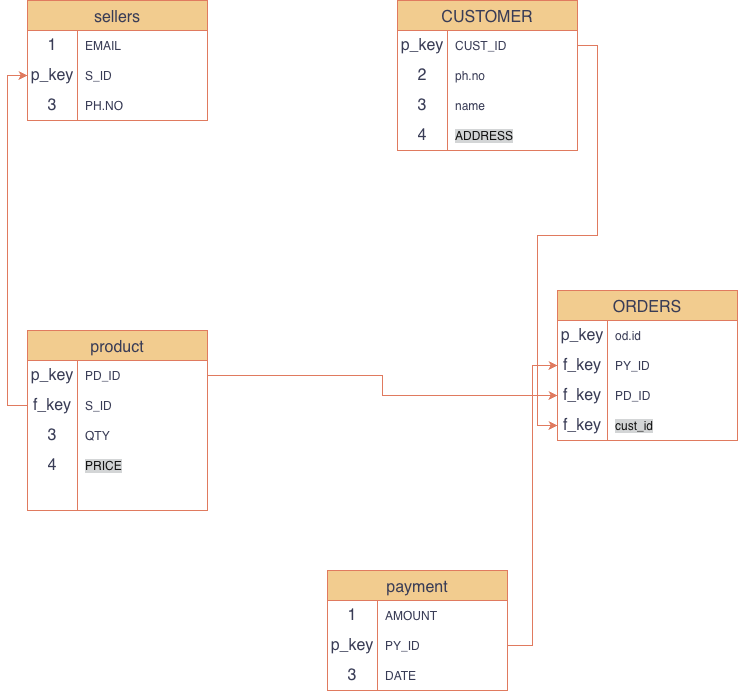 sellers
1 EMAIL
p_key S_ID
3 PH.NO
CUSTOMER
p_key CUST_ID
2 ph.no
3 name
4 ADDRESS
ORDERS
p_key od.id
f_key PY_ID
f_key PD_ID
f_key cust_id
product
p_key PD_ID
f_key S_ID
3 QTY
4 PRICE
payment
1 AMOUNT
p_key PY_ID
3 DATE